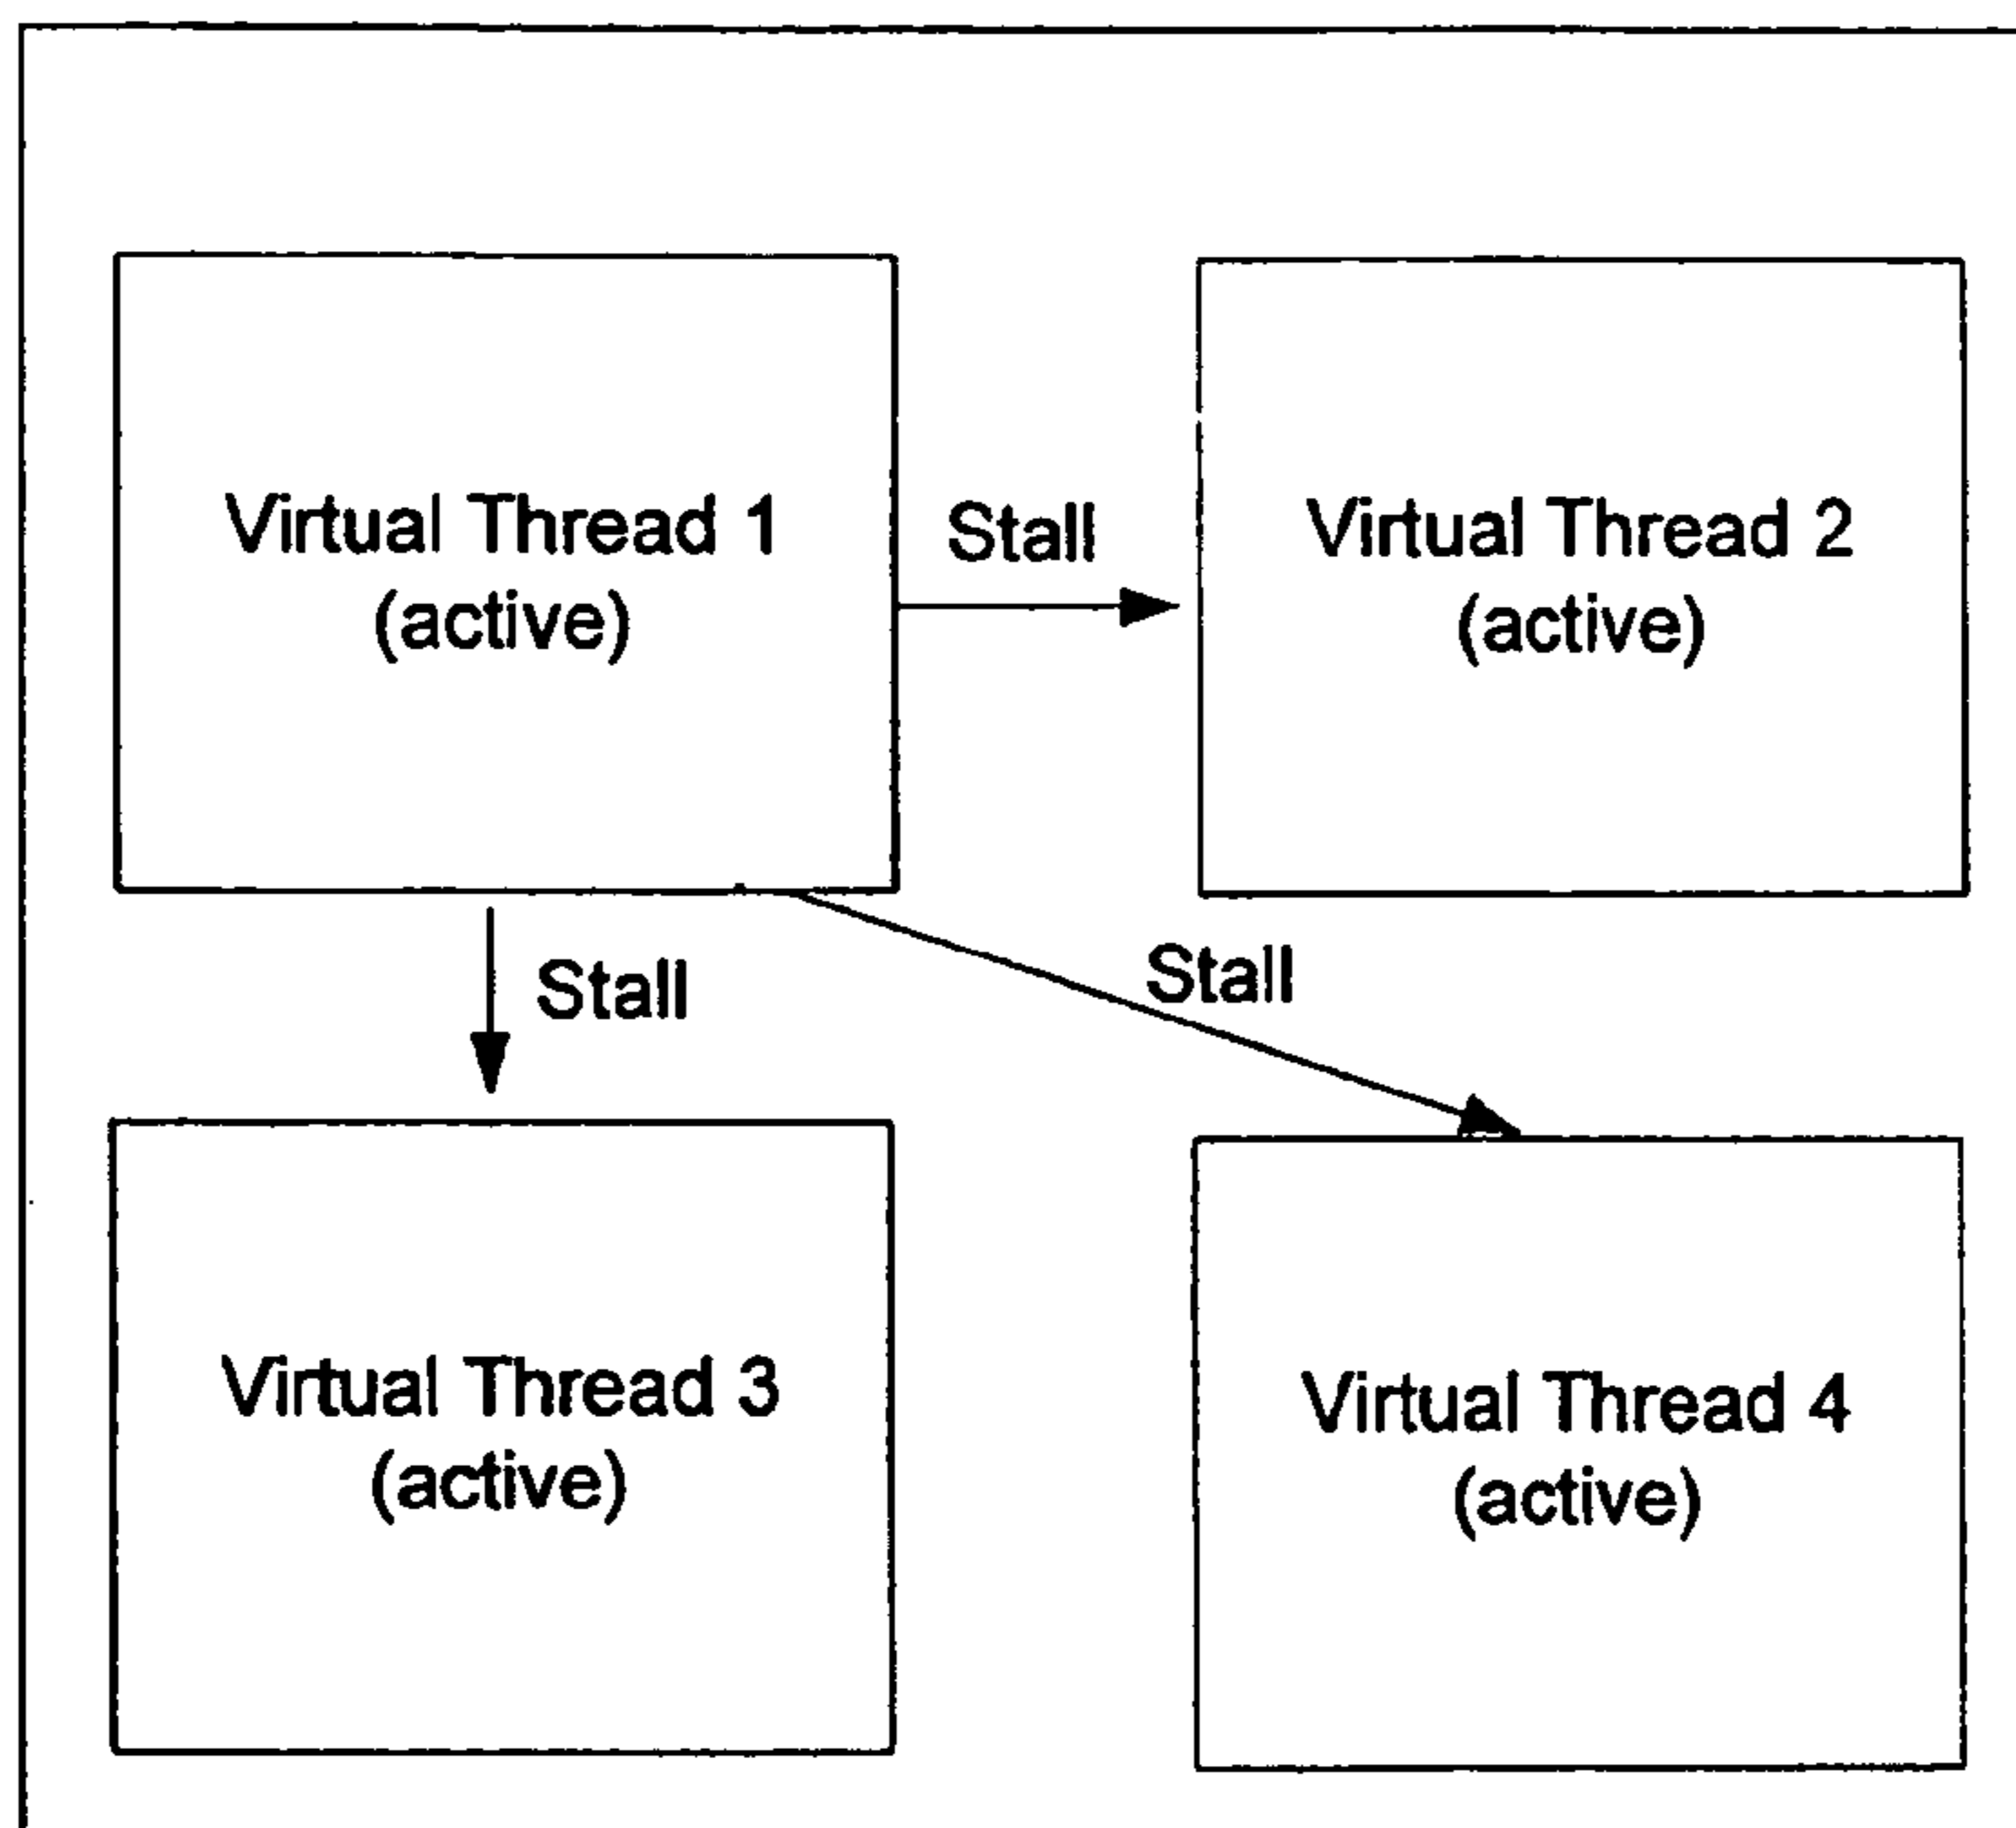 Virtual Thread 1
(active)
Stall
Virtual Thread 2
(active)
Stall
Stall
Virtual Thread 3
(active)
Virtual Thread 4
(active)